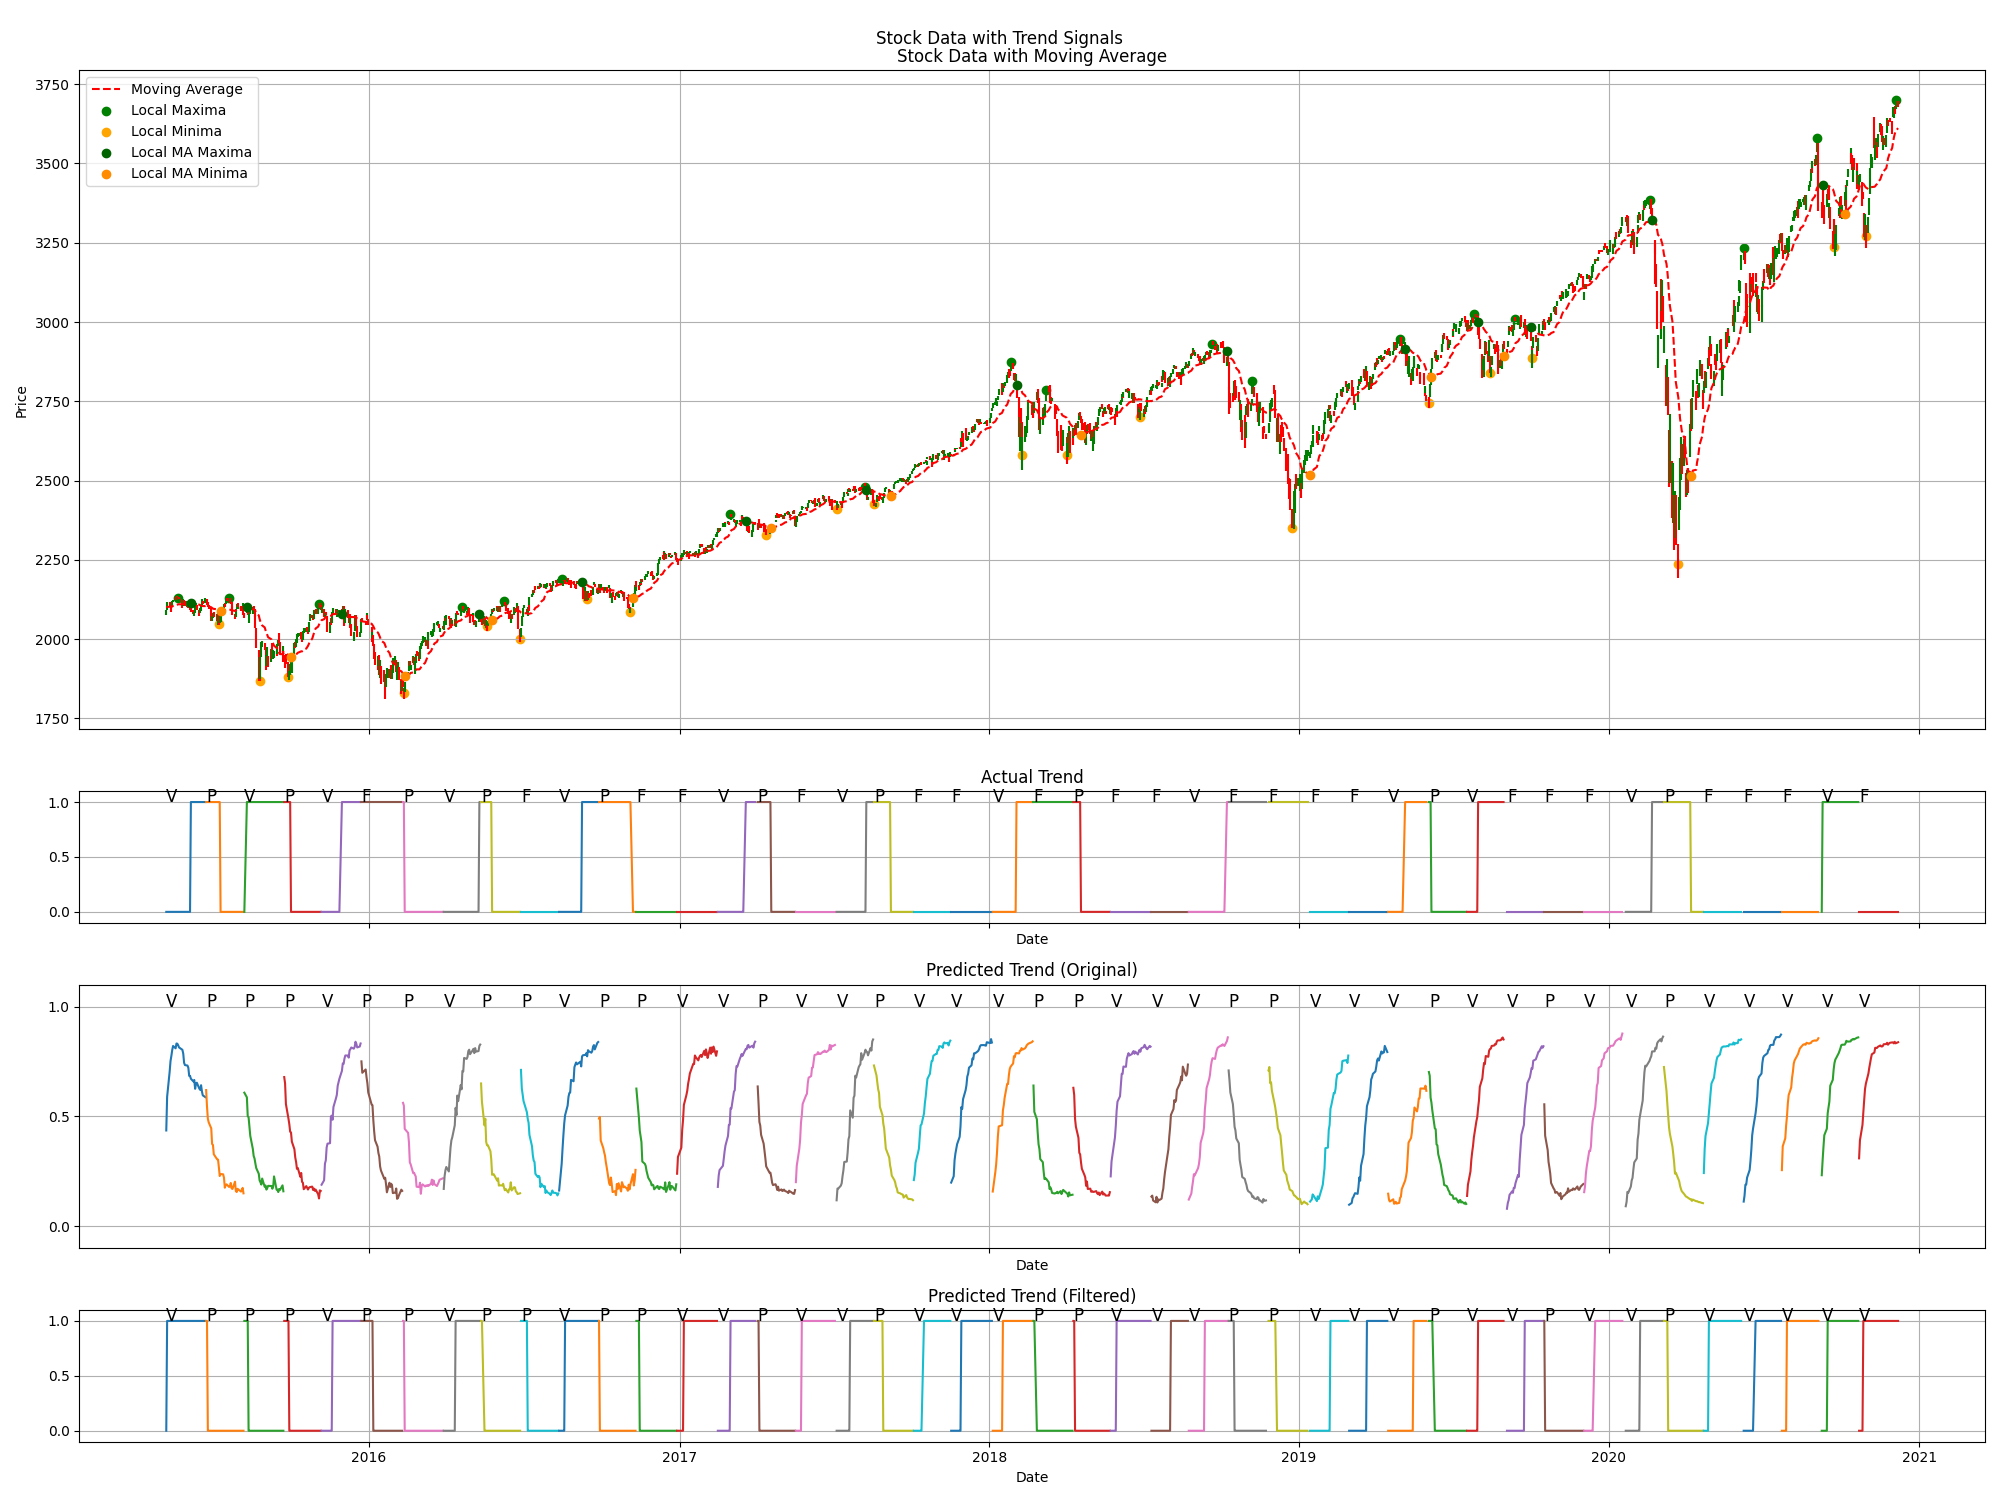 Stock Data with Trend Signals
Stock Data with Moving Average
3750
3500
3250
3000
2750
2500
2250
2000
1750
Price
Moving Average
Local Maxima
Local Minima
Local MA Maxima
Local MA Minima
Actual Trend
V P V P V F P V P F V P F F V P F V P F F V F P F F V F F F F V P V F F F V P F F F V F
1.0
0.5
0.0
Date
Predicted Trend (Original)
V P P P V P P V P P V P P V V P V V P V V V P P V V V P P V V V P V V P V V P V V V V V
1.0
0.5
0.0
Date
Predicted Trend (Filtered)
V P P P V P P V P P V P P V V P V V P V V V P P V V V P P V V V P V V P V V P V V V V V
1.0
0.5
0.0
2016 2017 2018 2019 2020 2021
Date